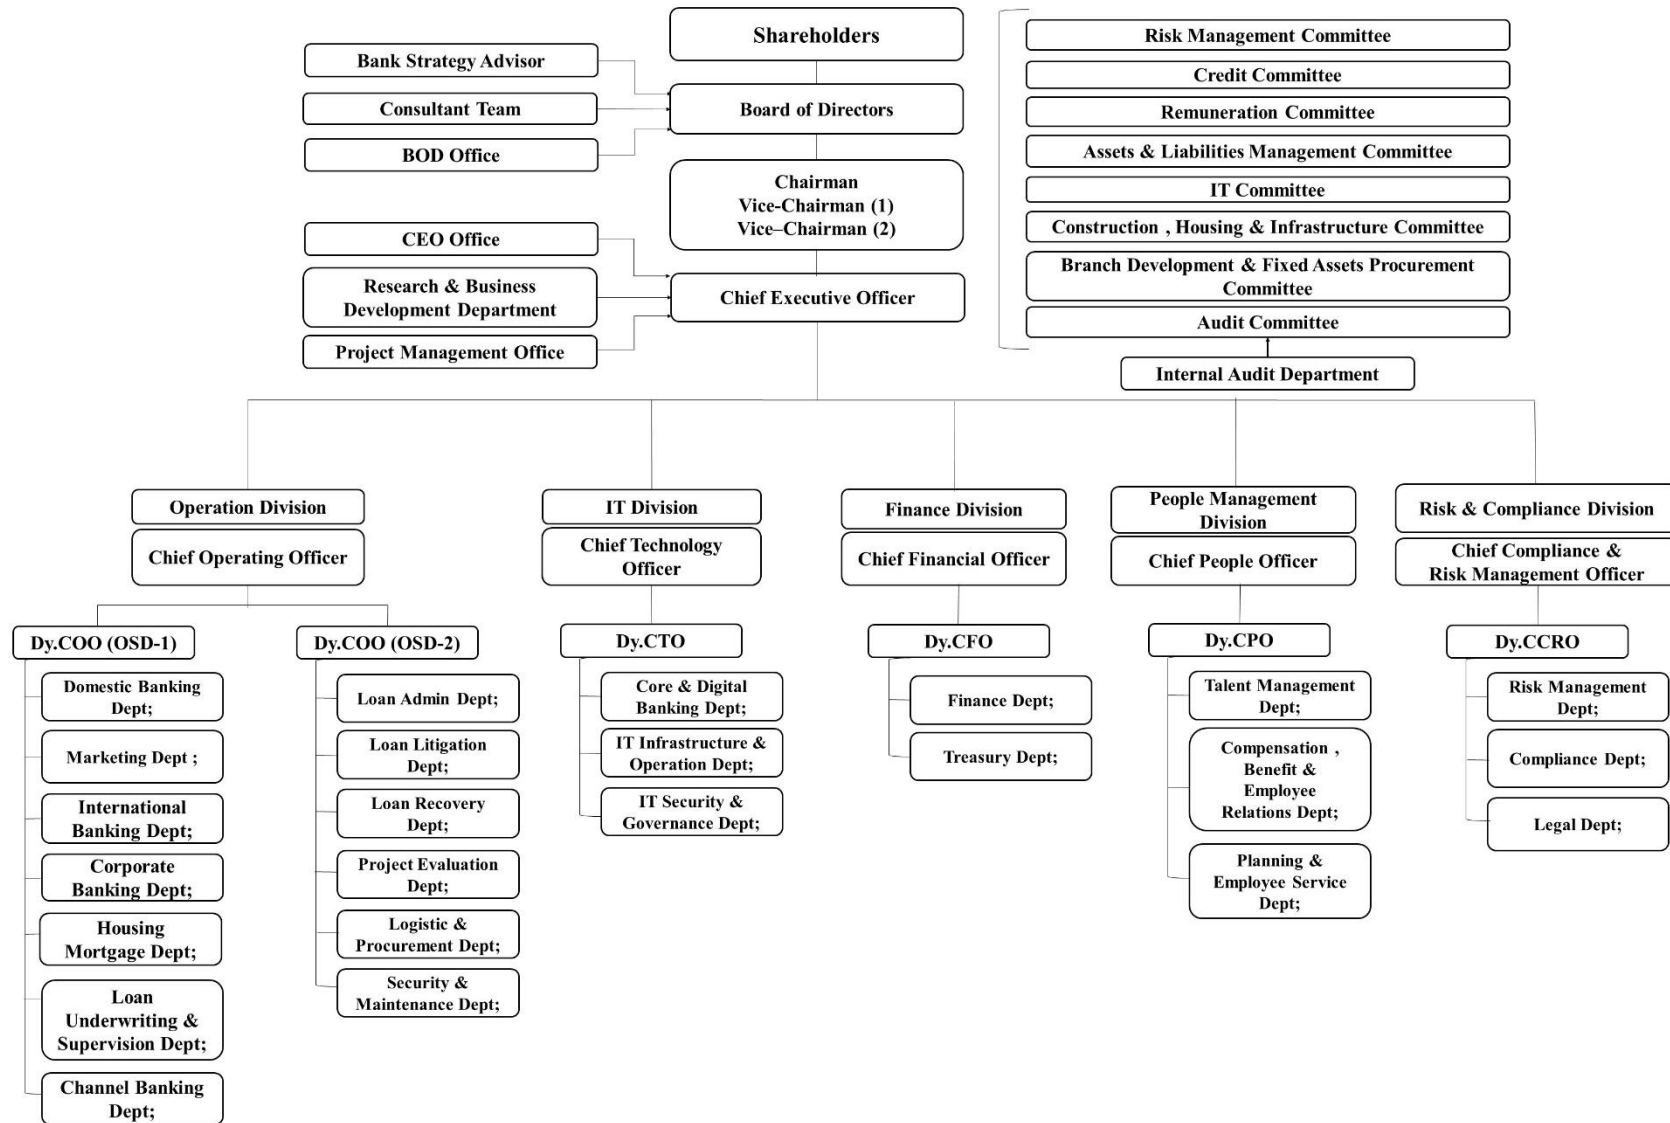 Shareholders
Bank Strategy Advisor
Consultant Team
BOD Office
Board of Directors
Chairman
Vice-Chairman (1)
Vice–Chairman (2)
CEO Office
Research & Business
Development Department
Project Management Office
Chief Executive Officer
Risk Management Committee
Credit Committee
Remuneration Committee
Assets & Liabilities Management Committee
IT Committee
Construction , Housing & Infrastructure Committee
Branch Development & Fixed Assets Procurement
Committee
Audit Committee
Internal Audit Department
Operation Division
Chief Operating Officer
Dy.COO (OSD-1)
Domestic Banking
Dept;
Marketing Dept ;
International
Banking Dept;
Corporate
Banking Dept;
Housing
Mortgage Dept;
Loan
Underwriting &
Supervision Dept;
Channel Banking
Dept;
Dy.COO (OSD-2)
Loan Admin Dept;
Loan Litigation
Dept;
Loan Recovery
Dept;
Project Evaluation
Dept;
Logistic &
Procurement Dept;
Security &
Maintenance Dept;
IT Division
Chief Technology
Officer
Dy.CTO
Core & Digital
Banking Dept;
IT Infrastructure &
Operation Dept;
IT Security &
Governance Dept;
Finance Division
Chief Financial Officer
Dy.CFO
Finance Dept;
Treasury Dept;
People Management
Division
Chief People Officer
Dy.CPO
Talent Management
Dept;
Compensation ,
Benefit &
Employee
Relations Dept;
Planning &
Employee Service
Dept;
Risk & Compliance Division
Chief Compliance &
Risk Management Officer
Dy.CCRO
Risk Management
Dept;
Compliance Dept;
Legal Dept;